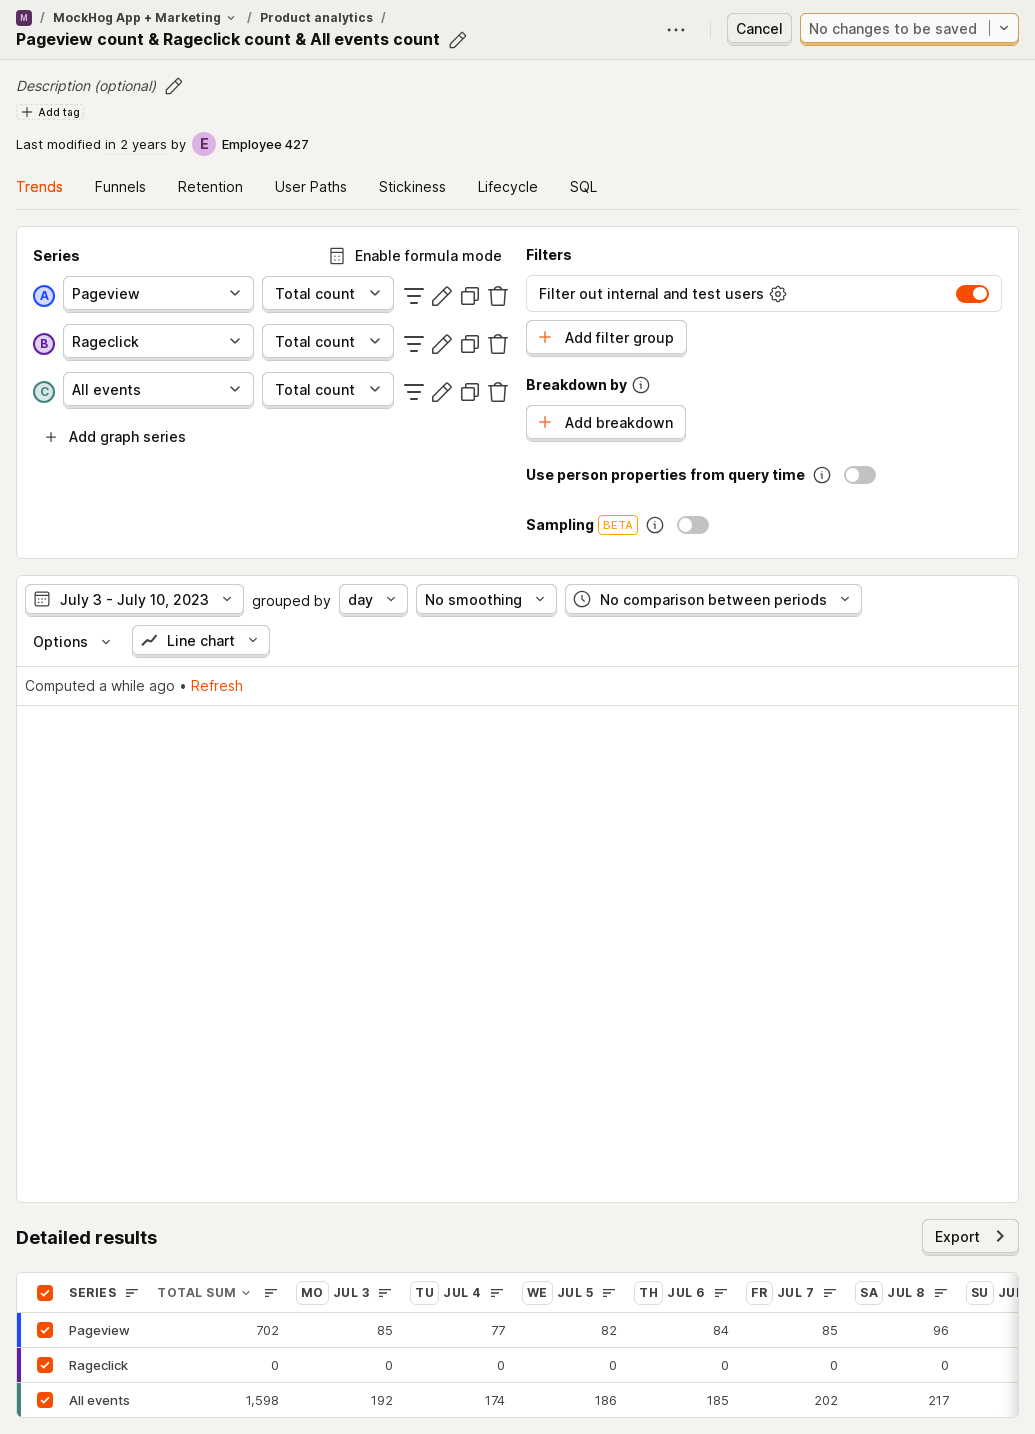 M / MockHog App + Marketing / Product analytics /
Pageview count & Rageclick count & All events count
Cancel
No changes to be saved
Description (optional)
Add tag
Last modified in 2 years by E Employee 427
Trends Funnels Retention User Paths Stickiness Lifecycle SQL
Series
Enable formula mode
A Pageview Total count
B Rageclick Total count
C All events Total count
Add graph series
Filters
Filter out internal and test users
Add filter group
Breakdown by
Add breakdown
Use person properties from query time
Sampling BETA
July 3 - July 10, 2023 grouped by day No smoothing No comparison between periods
Options Line chart
Computed a while ago • Refresh
Detailed results
Export
SERIES TOTAL SUM MO JUL 3 TU JUL 4 WE JUL 5 TH JUL 6 FR JUL 7 SA JUL 8 SU
Pageview 702 85 77 82 84 85 96
Rageclick 0 0 0 0 0 0 0
All events 1,598 192 174 186 185 202 217